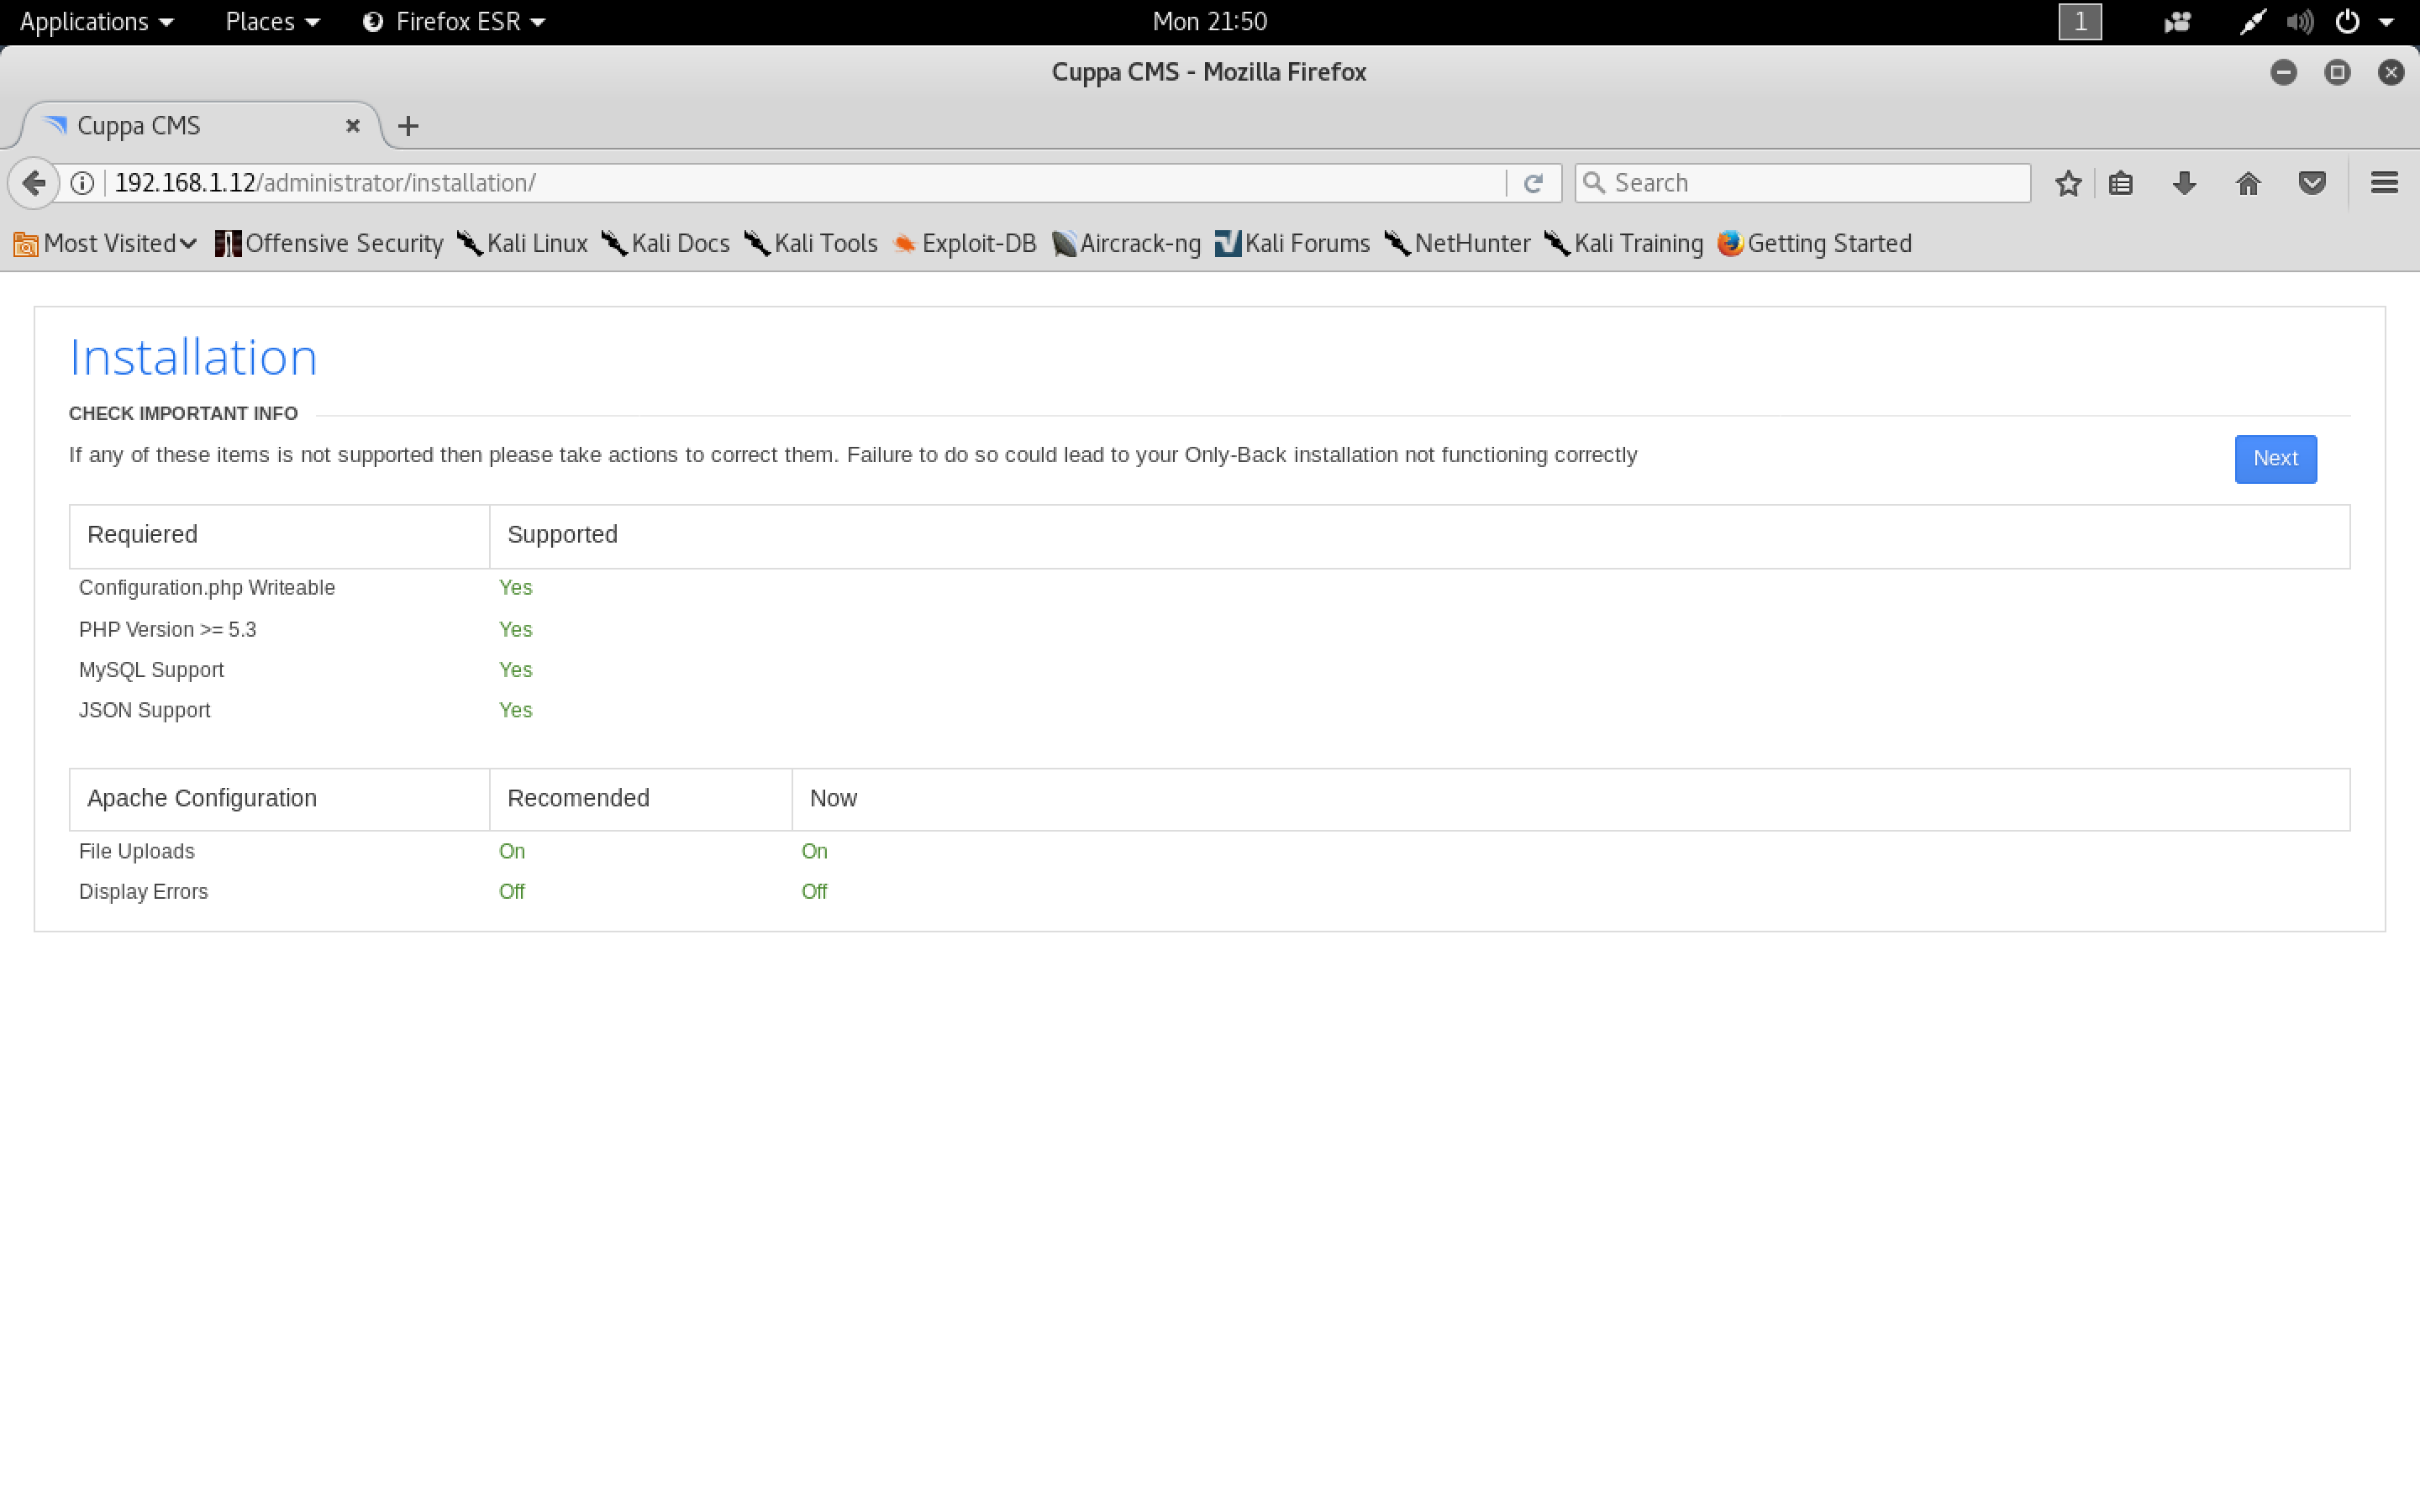 Applications Places Firefox ESR Mon 21:50 1
Cuppa CMS - Mozilla Firefox
Cuppa CMS
192.168.1.12/administrator/installation/ Search
Most Visited Offensive Security Kali Linux Kali Docs Kali Tools Exploit-DB Aircrack-ng Kali Forums NetHunter Kali Training Getting Started
Installation
CHECK IMPORTANT INFO
If any of these items is not supported then please take actions to correct them. Failure to do so could lead to your Only-Back installation not functioning correctly
Next
Requiered Supported
Configuration.php Writeable Yes
PHP Version >= 5.3 Yes
MySQL Support Yes
JSON Support Yes
Apache Configuration Recomended Now
File Uploads On On
Display Errors Off Off